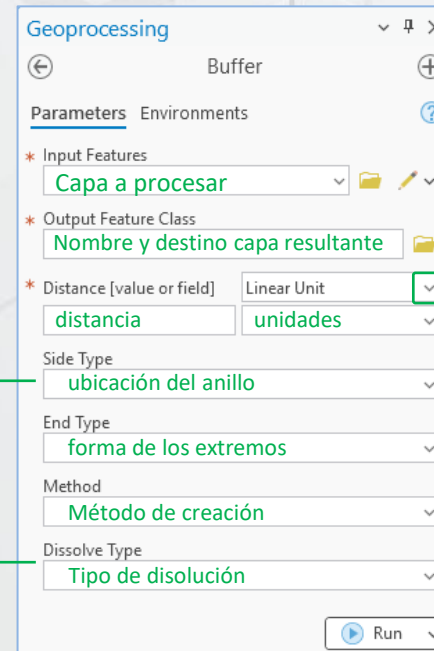 Geoprocessing
Buffer
Parameters Environments
* Input Features
Capa a procesar
* Output Feature Class
Nombre y destino capa resultante
* Distance [value or field] Linear Unit
distancia unidades
Side Type
ubicación del anillo
End Type
forma de los extremos
Method
Método de creación
Dissolve Type
Tipo de disolución
Run